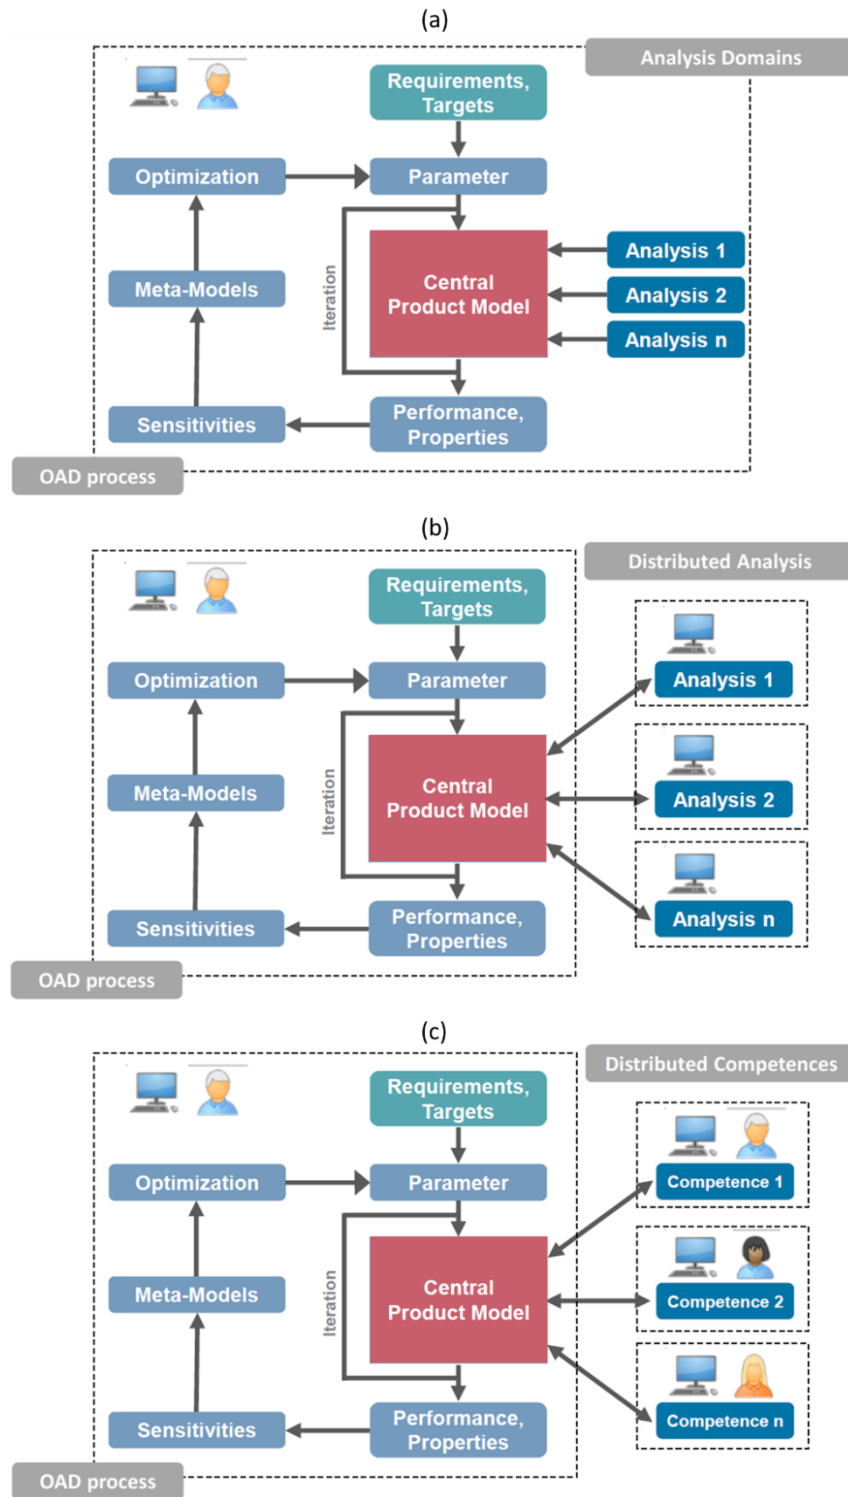 (a)
Analysis Domains
Requirements,
Targets
Optimization
Parameter
Analysis 1
Iteration
Central
Product Model
Meta-Models
Analysis 2
Analysis n
Sensitivities
Performance,
Properties
OAD process
(b)
Distributed Analysis
Requirements,
Targets
Optimization
Parameter
Analysis 1
Iteration
Central
Product Model
Meta-Models
Analysis 2
Sensitivities
Performance,
Properties
Analysis n
OAD process
(c)
Distributed Competences
Requirements,
Targets
Optimization
Parameter
Competence 1
Iteration
Central
Product Model
Meta-Models
Competence 2
Sensitivities
Performance,
Properties
Competence n
OAD process